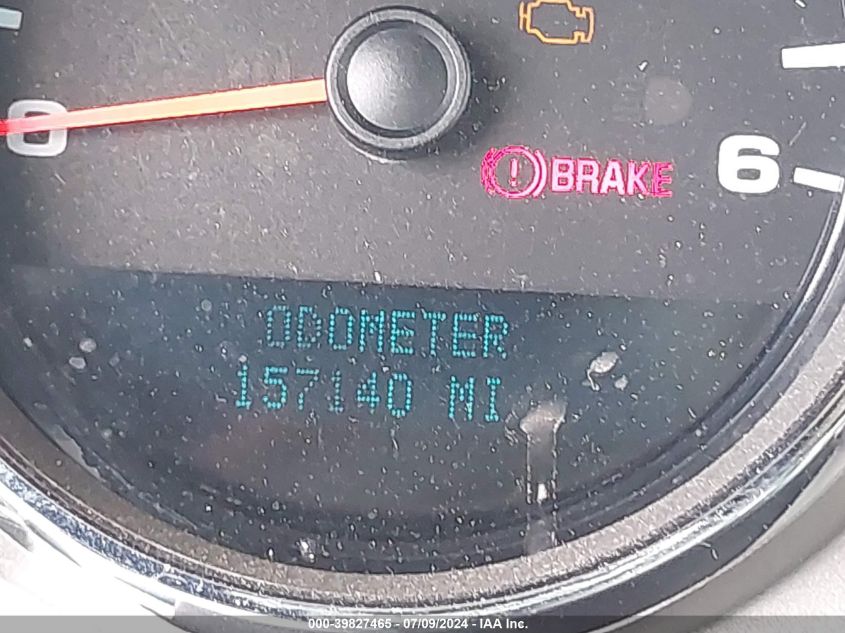 0
BRAKE
6
ODOMETER
157140 MI
000-39827465 - 07/09/2024 - IAA Inc.